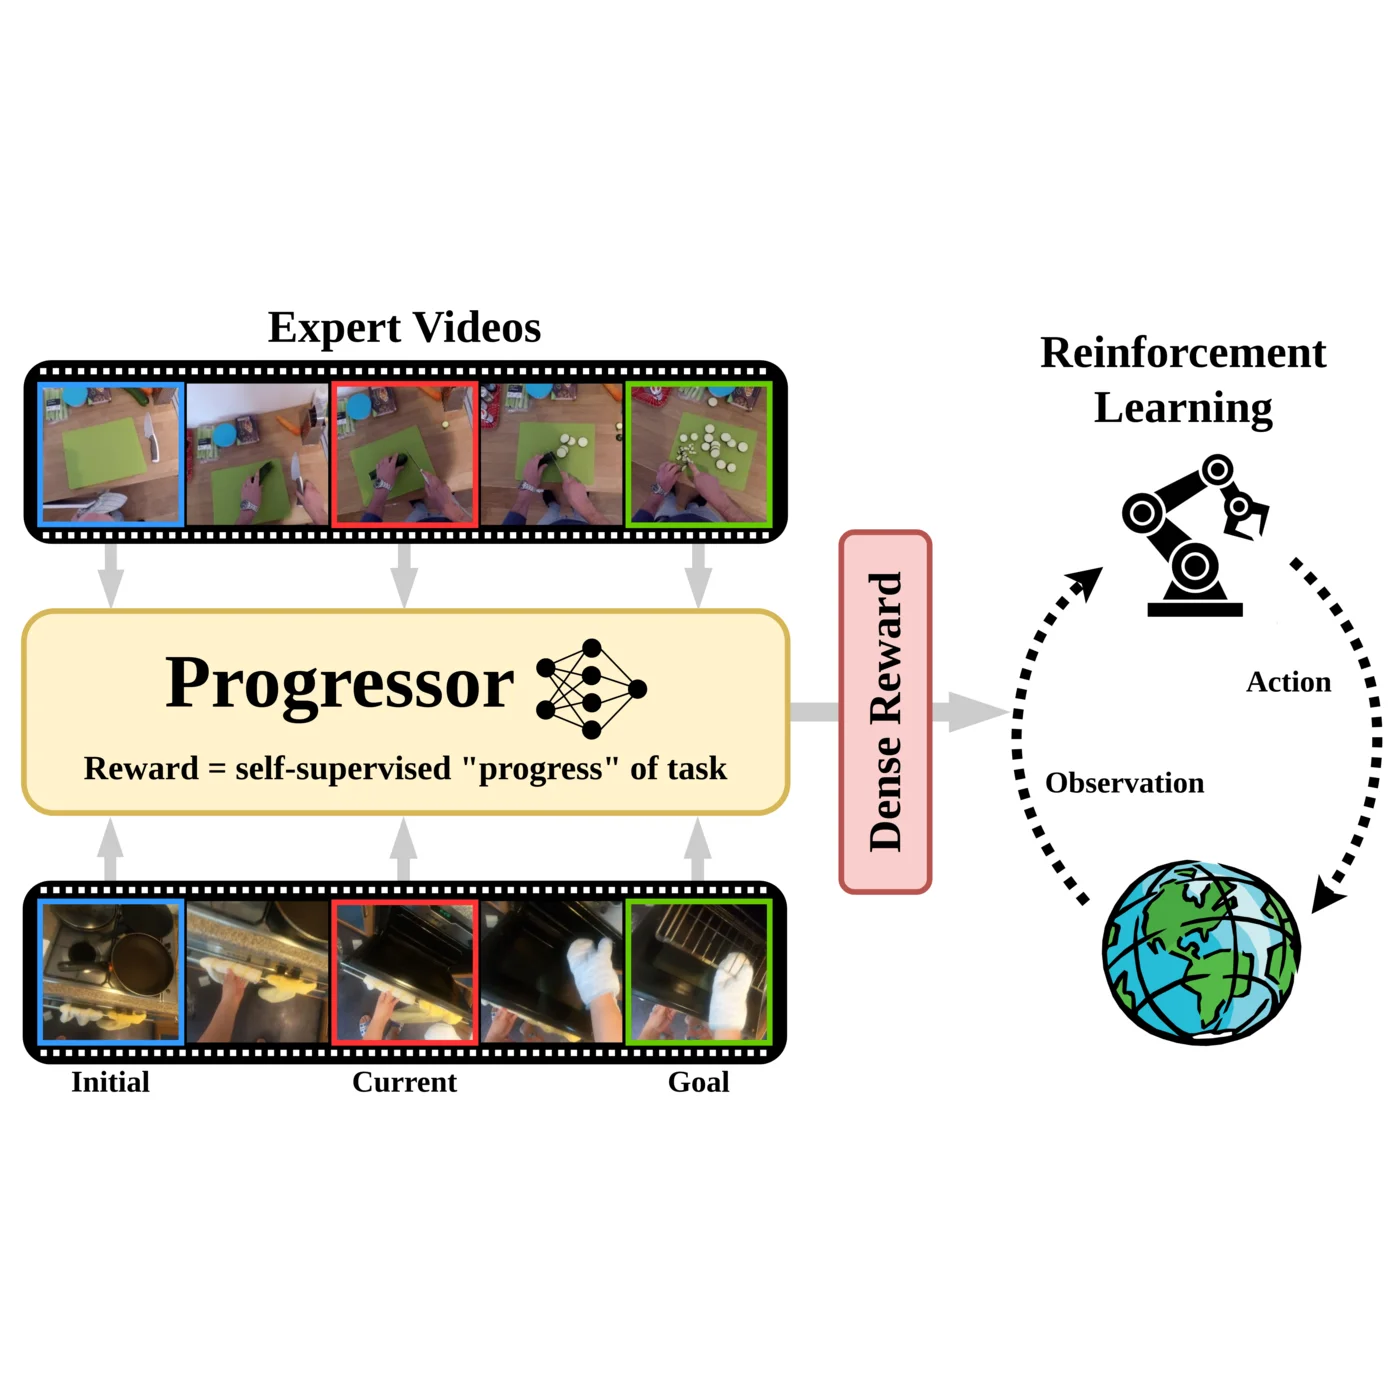 Expert Videos
Progressor
Reward = self-supervised "progress" of task
Initial
Current
Goal
Dense Reward
Reinforcement
Learning
Action
Observation